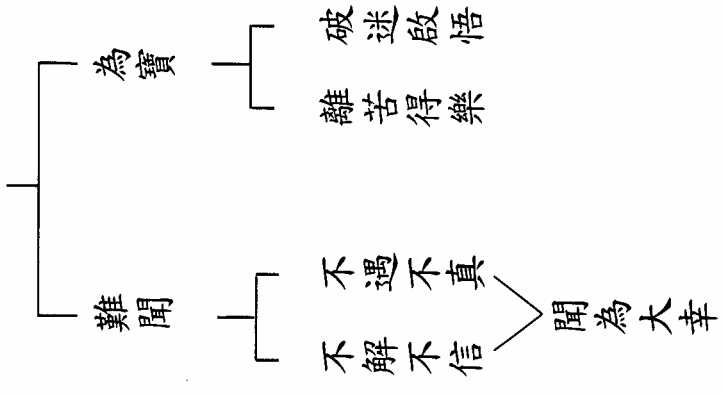 為寶
破迷啟悟
離苦得樂
難聞
不遇不真
不解不信
聞為大幸